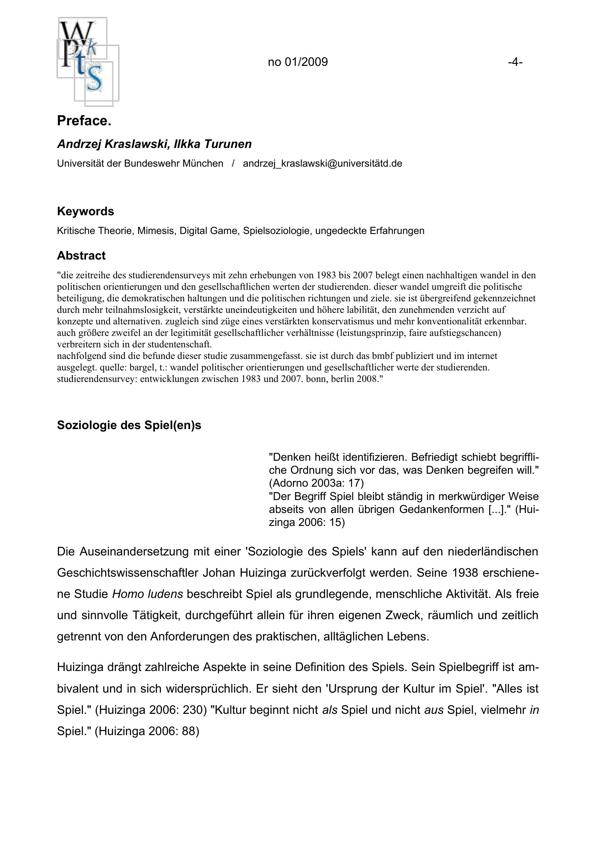 W
Pk
ts
no 01/2009 -4-
Preface.
Andrzej Kraslawski, Ilkka Turunen
Universität der Bundeswehr München / andrzej_kraslawski@universitätd.de
Keywords
Kritische Theorie, Mimesis, Digital Game, Spielsoziologie, ungedeckte Erfahrungen
Abstract
"die zeitreihe des studierendensurveys mit zehn erhebungen von 1983 bis 2007 belegt einen nachhaltigen wandel in den
politischen orientierungen und den gesellschaftlichen werten der studierenden. dieser wandel umgreift die politische
beteiligung, die demokratischen haltungen und die politischen richtungen und ziele. sie ist übergreifend gekennzeichnet
durch mehr teilnahmslosigkeit, verstärkte uneindeutigkeiten und höhere labilität, den zunehmenden verzicht auf
konzepte und alternativen. zugleich sind züge eines verstärkten konservatismus und mehr konventionalität erkennbar.
auch größere zweifel an der legitimität gesellschaftlicher verhältnisse (leistungsprinzip, faire aufstiegschancen)
verbreitern sich in der studentenschaft.
nachfolgend sind die befunde dieser studie zusammengefasst. sie ist durch das bmbf publiziert und im internet
ausgelegt. quelle: bargel, t.: wandel politischer orientierungen und gesellschaftlicher werte der studierenden.
studierendensurvey: entwicklungen zwischen 1983 und 2007. bonn, berlin 2008."
Soziologie des Spiel(en)s
"Denken heißt identifizieren. Befriedigt schiebt begriffli-
che Ordnung sich vor das, was Denken begreifen will."
(Adorno 2003a: 17)
"Der Begriff Spiel bleibt ständig in merkwürdiger Weise
abseits von allen übrigen Gedankenformen [...]." (Hui-
zinga 2006: 15)
Die Auseinandersetzung mit einer 'Soziologie des Spiels' kann auf den niederländischen
Geschichtswissenschaftler Johan Huizinga zurückverfolgt werden. Seine 1938 erschiene-
ne Studie Homo ludens beschreibt Spiel als grundlegende, menschliche Aktivität. Als freie
und sinnvolle Tätigkeit, durchgeführt allein für ihren eigenen Zweck, räumlich und zeitlich
getrennt von den Anforderungen des praktischen, alltäglichen Lebens.
Huizinga drängt zahlreiche Aspekte in seine Definition des Spiels. Sein Spielbegriff ist am-
bivalent und in sich widersprüchlich. Er sieht den 'Ursprung der Kultur im Spiel'. "Alles ist
Spiel." (Huizinga 2006: 230) "Kultur beginnt nicht als Spiel und nicht aus Spiel, vielmehr in
Spiel." (Huizinga 2006: 88)